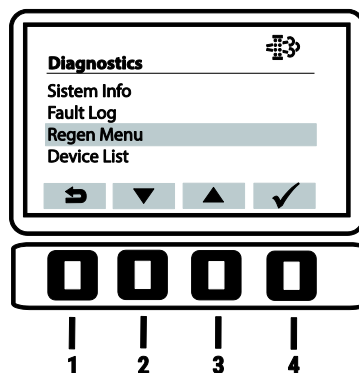 Diagnostics
Sistem Info
Fault Log
Regen Menu
Device List
1 2 3 4